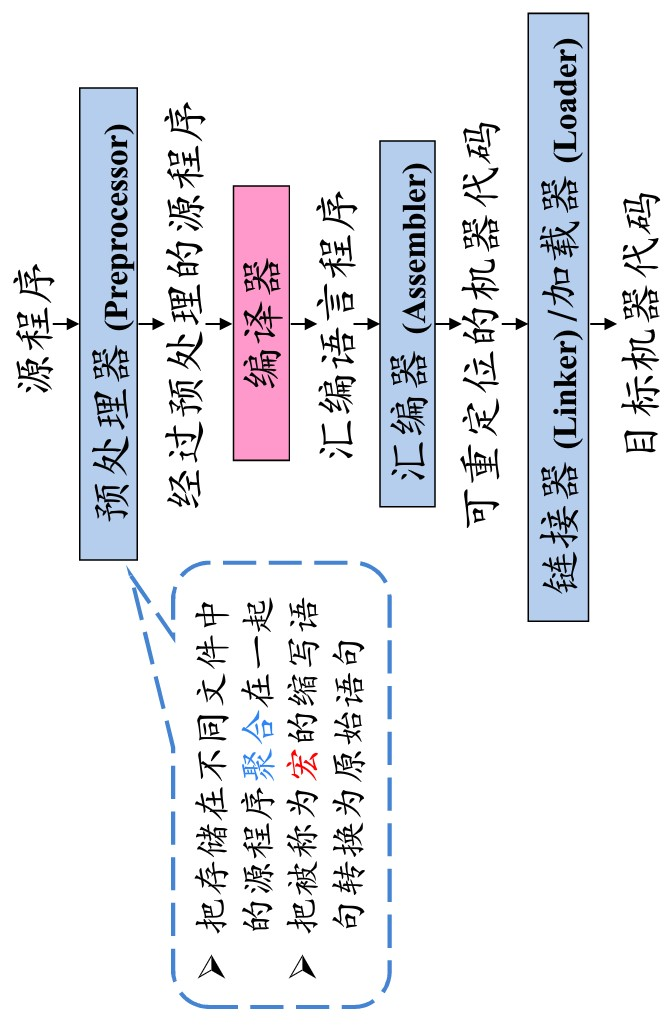 源程序
预处理器 (Preprocessor)
经过预处理的源程序
编译器
汇编语言程序
汇编器 (Assembler)
可重定位的机器代码
链接器 (Linker) /加载器 (Loader)
目标机器代码
➢ 把存储在不同文件中
的源程序聚合在一起
➢ 把被称为宏的缩写语
句转换为原始语句